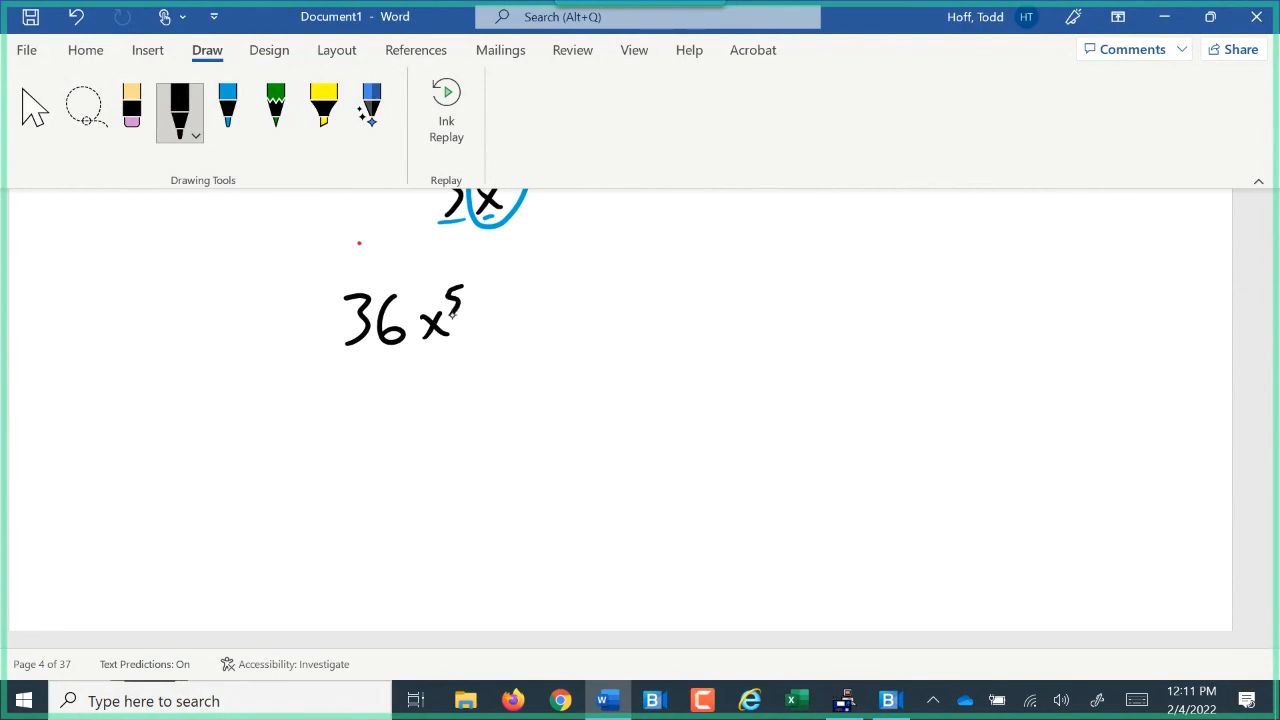 Document1 - Word
Search (Alt+Q)
Hoff, Todd
HT
File Home Insert Draw Design Layout References Mailings Review View Help Acrobat
Comments
Share
Ink
Replay
Drawing Tools
Replay
x
36 x⁵
Page 4 of 37
Text Predictions: On
Accessibility: Investigate
Type here to search
12:11 PM
2/4/2022